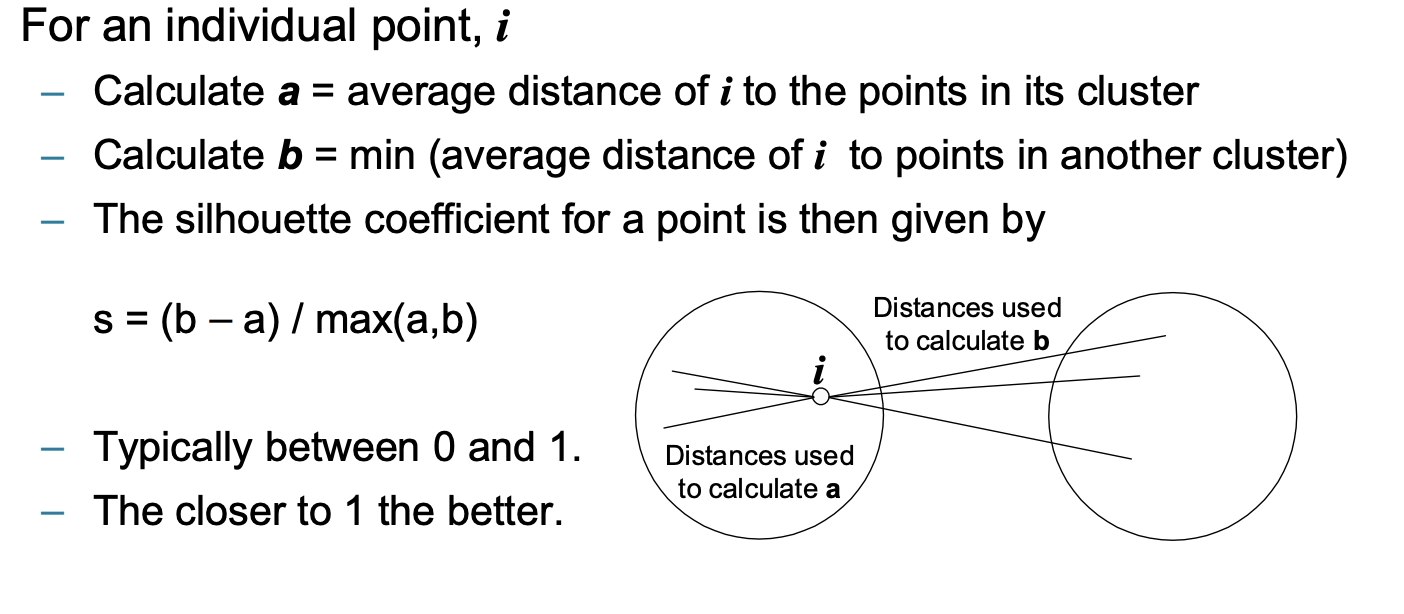 For an individual point, i
– Calculate a = average distance of i to the points in its cluster
– Calculate b = min (average distance of i to points in another cluster)
– The silhouette coefficient for a point is then given by
s = (b – a) / max(a,b)
– Typically between 0 and 1.
– The closer to 1 the better.
Distances used
to calculate b
i
Distances used
to calculate a